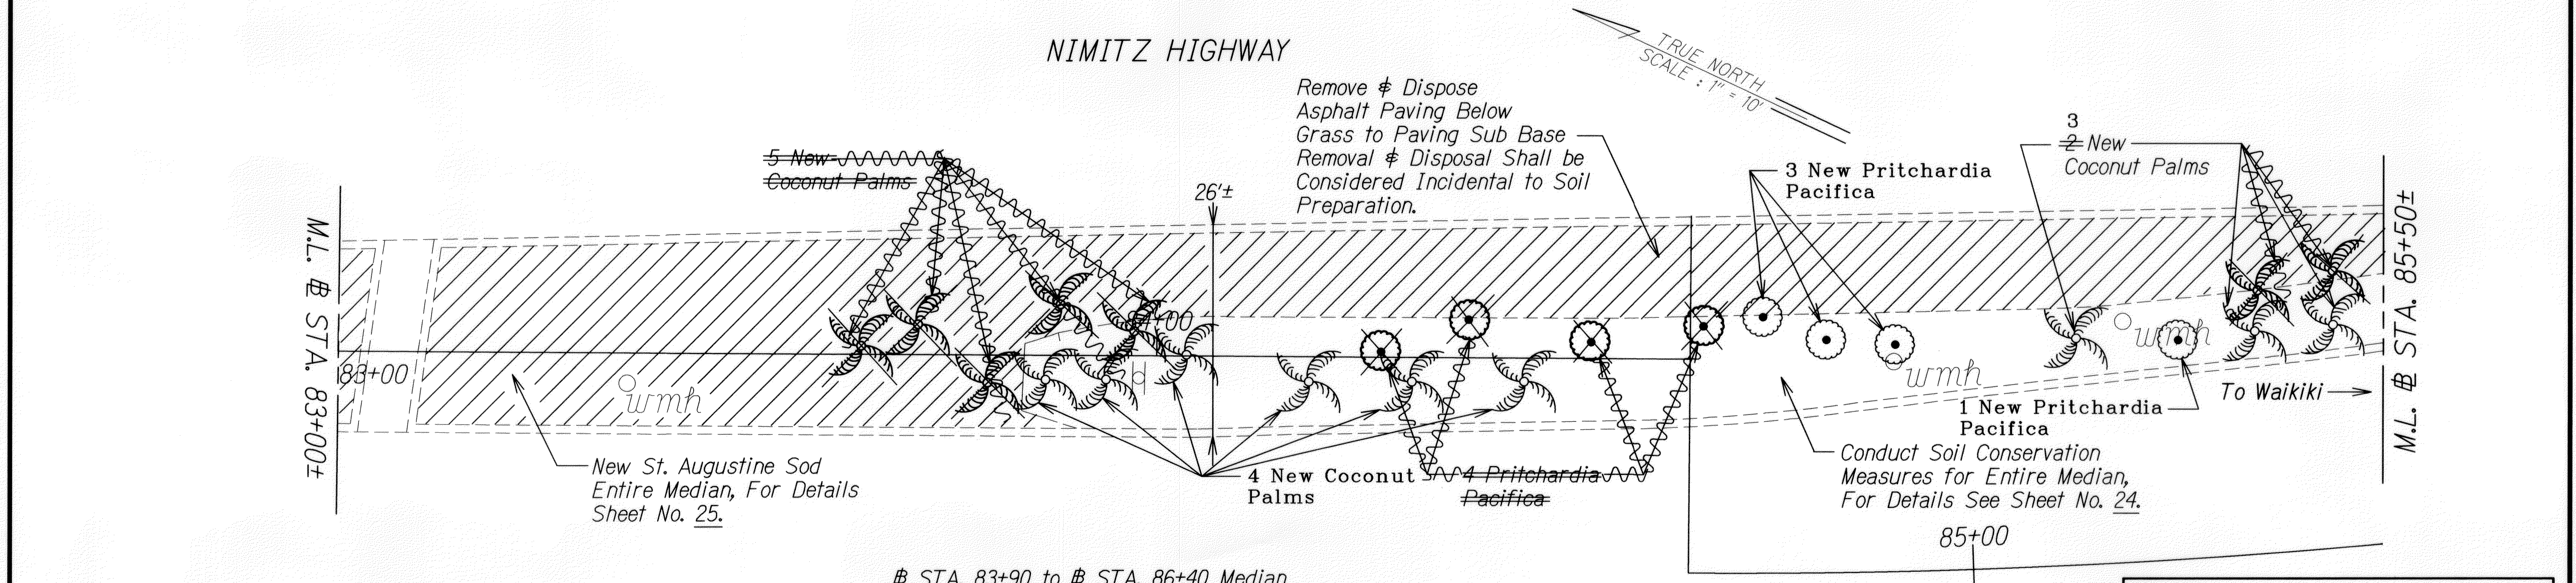 NIMITZ HIGHWAY
TRUE NORTH
SCALE : 1" = 10'
Remove & Dispose
Asphalt Paving Below
Grass to Paving Sub Base
Removal & Disposal Shall be
Considered Incidental to Soil
Preparation.
5 New
Coconut Palms
26'±
3 New Pritchardia
Pacifica
3
2 New
Coconut Palms
M.L. B STA. 83+00±
83+00
wmh
+00
wmh
wmh
M.L. B STA. 85+50±
To Waikiki
1 New Pritchardia
Pacifica
New St. Augustine Sod
Entire Median, For Details
Sheet No. 25.
4 New Coconut
Palms
4 Pritchardia
Pacifica
Conduct Soil Conservation
Measures for Entire Median,
For Details See Sheet No. 24.
85+00
B STA. 83+90 to B STA. 86+40 Median